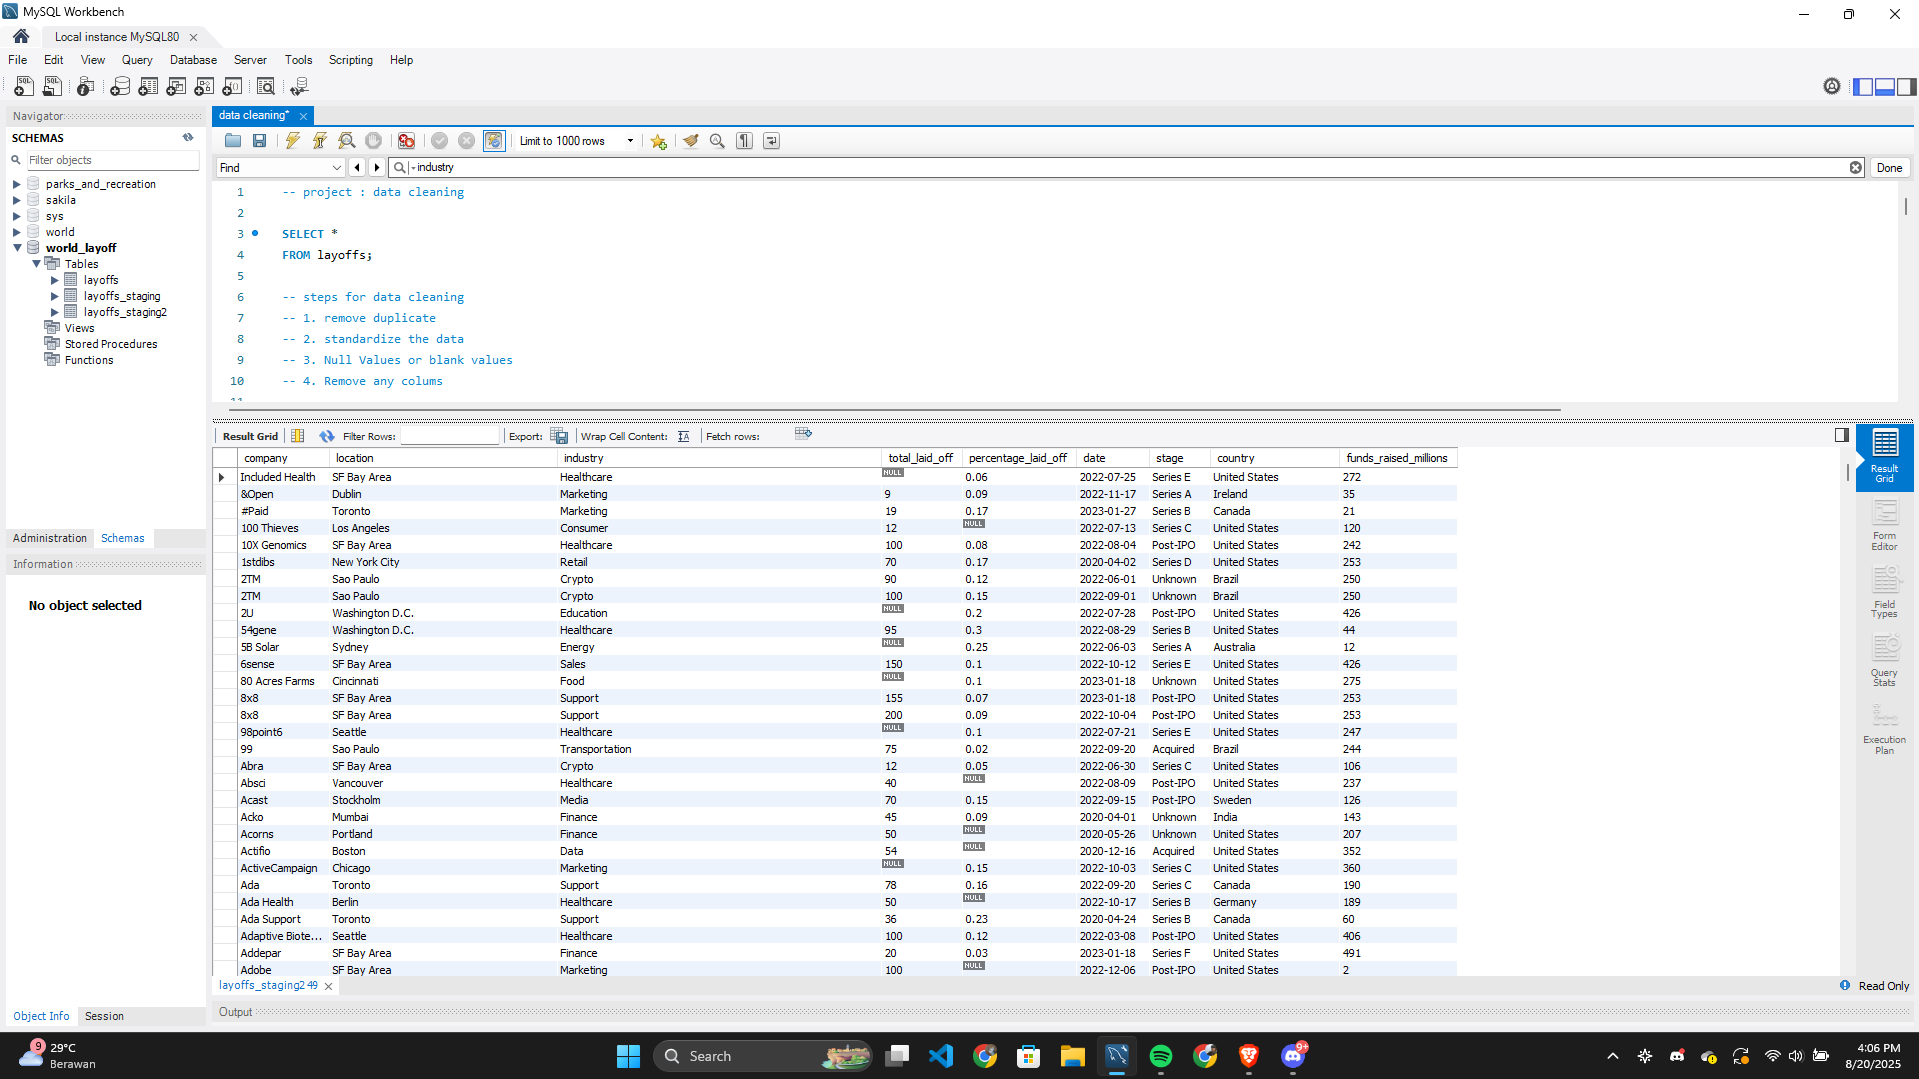 MySQL Workbench
Local instance MySQL80
File Edit View Query Database Server Tools Scripting Help
Navigator
SCHEMAS
Filter objects
parks_and_recreation
sakila
sys
world
world_layoff
Tables
layoffs
layoffs_staging
layoffs_staging2
Views
Stored Procedures
Functions
Administration Schemas
Information
No object selected
Object Info Session
data cleaning*
Limit to 1000 rows
Find industry Done
1 -- project : data cleaning
2
3 SELECT *
4 FROM layoffs;
5
6 -- steps for data cleaning
7 -- 1. remove duplicate
8 -- 2. standardize the data
9 -- 3. Null Values or blank values
10 -- 4. Remove any colums
11
Result Grid Filter Rows: Export: Wrap Cell Content: Fetch rows:
company location industry total_laid_off percentage_laid_off date stage country funds_raised_millions
Included Health SF Bay Area Healthcare NULL 0.06 2022-07-25 Series E United States 272
&Open Dublin Marketing 9 0.09 2022-11-17 Series A Ireland 35
#Paid Toronto Marketing 19 0.17 2023-01-27 Series B Canada 21
100 Thieves Los Angeles Consumer 12 NULL 2022-07-13 Series C United States 120
10X Genomics SF Bay Area Healthcare 100 0.08 2022-08-04 Post-IPO United States 242
1stdibs New York City Retail 70 0.17 2020-04-02 Series D United States 253
2TM Sao Paulo Crypto 90 0.12 2022-06-01 Unknown Brazil 250
2TM Sao Paulo Crypto 100 0.15 2022-09-01 Unknown Brazil 250
2U Washington D.C. Education NULL 0.2 2022-07-28 Post-IPO United States 426
54gene Washington D.C. Healthcare 95 0.3 2022-08-29 Series B United States 44
5B Solar Sydney Energy NULL 0.25 2022-06-03 Series A Australia 12
6sense SF Bay Area Sales 150 0.1 2022-10-12 Series E United States 426
80 Acres Farms Cincinnati Food NULL 0.1 2023-01-18 Unknown United States 275
8x8 SF Bay Area Support 155 0.07 2023-01-18 Post-IPO United States 253
8x8 SF Bay Area Support 200 0.09 2022-10-04 Post-IPO United States 253
98point6 Seattle Healthcare NULL 0.1 2022-07-21 Series E United States 247
99 Sao Paulo Transportation 75 0.02 2022-09-20 Acquired Brazil 244
Abra SF Bay Area Crypto 12 0.05 2022-06-30 Series C United States 106
Absci Vancouver Healthcare 40 NULL 2022-08-09 Post-IPO United States 237
Acast Stockholm Media 70 0.15 2022-09-15 Post-IPO Sweden 126
Acko Mumbai Finance 45 0.09 2020-04-01 Unknown India 143
Acorns Portland Finance 50 NULL 2020-05-26 Unknown United States 207
Actifio Boston Data 54 NULL 2020-12-16 Acquired United States 352
ActiveCampaign Chicago Marketing NULL 0.15 2022-10-03 Series C United States 360
Ada Toronto Support 78 0.16 2022-09-20 Series C Canada 190
Ada Health Berlin Healthcare 50 NULL 2022-10-17 Series B Germany 189
Ada Support Toronto Support 36 0.23 2020-04-24 Series B Canada 60
Adaptive Biote... Seattle Healthcare 100 0.12 2022-03-08 Post-IPO United States 406
Addepar SF Bay Area Finance 20 0.03 2023-01-18 Series F United States 491
Adobe SF Bay Area Marketing 100 NULL 2022-12-06 Post-IPO United States 2
Result Grid
Form Editor
Field Types
Query Stats
Execution Plan
layoffs_staging2 49 Read Only
Output
9
29°C
Berawan
Search
9+
4:06 PM
8/20/2025